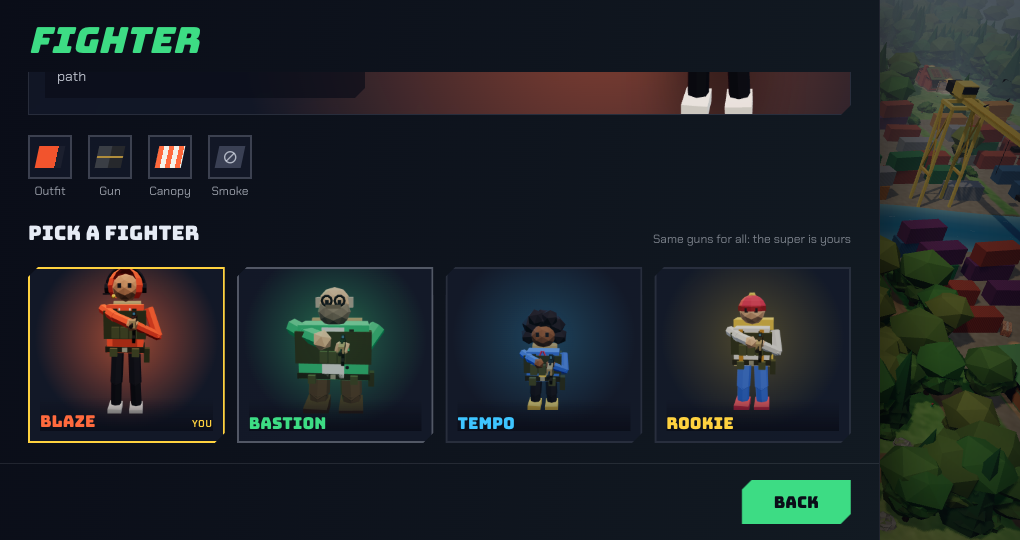 FIGHTER
path
Outfit
Gun
Canopy
Smoke
PICK A FIGHTER
Same guns for all: the super is yours
BLAZE
YOU
BASTION
TEMPO
ROOKIE
BACK